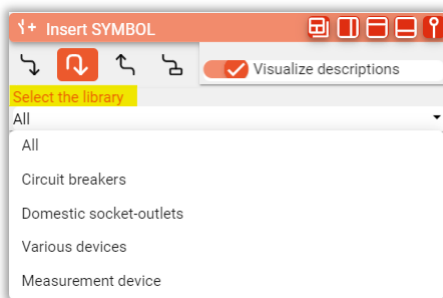 Insert SYMBOL
Visualize descriptions
Select the library
All
All
Circuit breakers
Domestic socket-outlets
Various devices
Measurement device